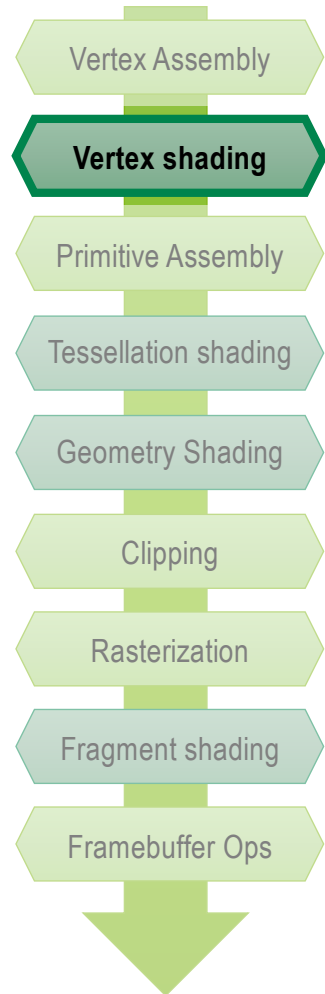 Vertex Assembly
Vertex shading
Primitive Assembly
Tessellation shading
Geometry Shading
Clipping
Rasterization
Fragment shading
Framebuffer Ops